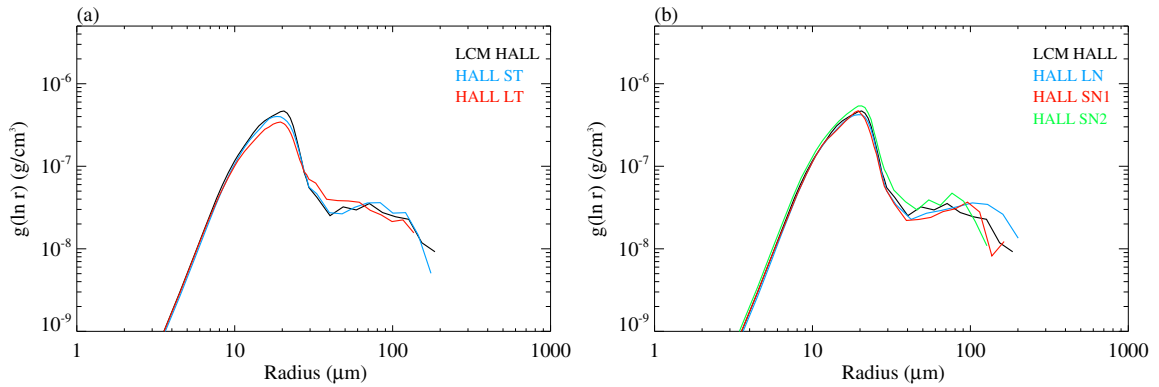 (a)
g(ln r) (g/cm³)
10⁻⁶
10⁻⁷
10⁻⁸
10⁻⁹
LCM HALL
HALL ST
HALL LT
1 10 100 1000
Radius (μm)
(b)
g(ln r) (g/cm³)
10⁻⁶
10⁻⁷
10⁻⁸
10⁻⁹
LCM HALL
HALL LN
HALL SN1
HALL SN2
1 10 100 1000
Radius (μm)